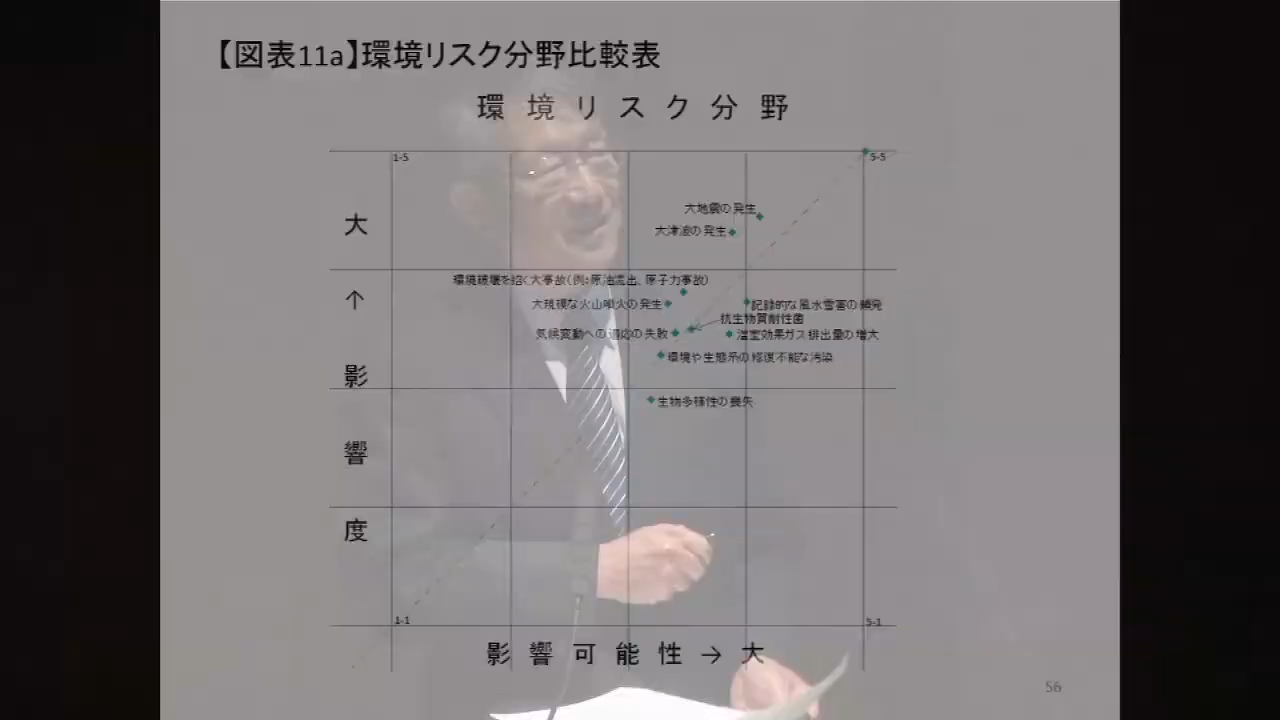 【図表11a】環境リスク分野比較表
環境リスク分野
1-5
5-5
大
↑
影
響
度
大地震の発生
大津波の発生
環境破壊を招く大事故(例:原油流出、原子力事故)
大規模な火山噴火の発生
記録的な風水雪害の頻発
抗生物質耐性菌
気候変動への適応の失敗
温室効果ガス排出量の増大
環境や生態系の修復不能な汚染
生物多様性の喪失
1-1
5-1
影響可能性→大
56